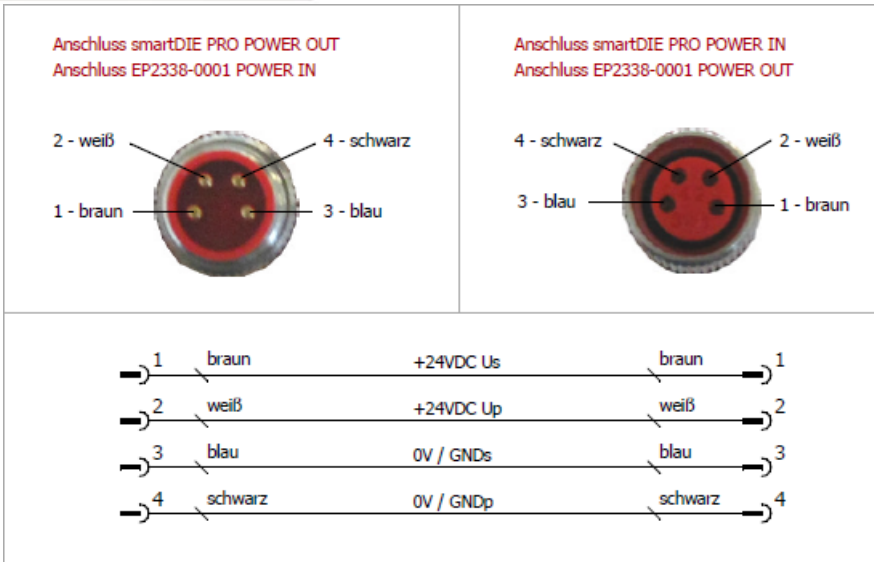 Anschluss smartDIE PRO POWER OUT
Anschluss EP2338-0001 POWER IN
2 - weiß
4 - schwarz
1 - braun
3 - blau
Anschluss smartDIE PRO POWER IN
Anschluss EP2338-0001 POWER OUT
4 - schwarz
2 - weiß
3 - blau
1 - braun
1 braun +24VDC Us braun 1
2 weiß +24VDC Up weiß 2
3 blau 0V / GNDs blau 3
4 schwarz 0V / GNDp schwarz 4